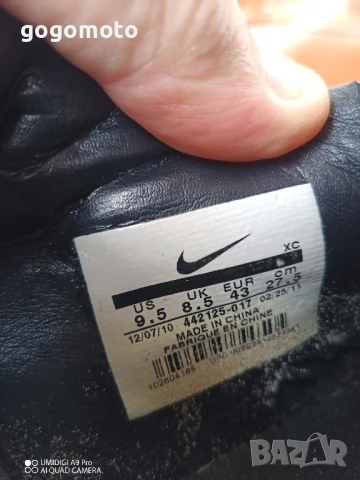 gogomoto
XC
US UK EUR cm
9.5 8.5 43 27.5
12/07/10 442125-017 02/25/11
MADE IN CHINA
FABRIQUE EN CHINE
UMIDIGI A9 Pro
AI QUAD CAMERA
BAZAR